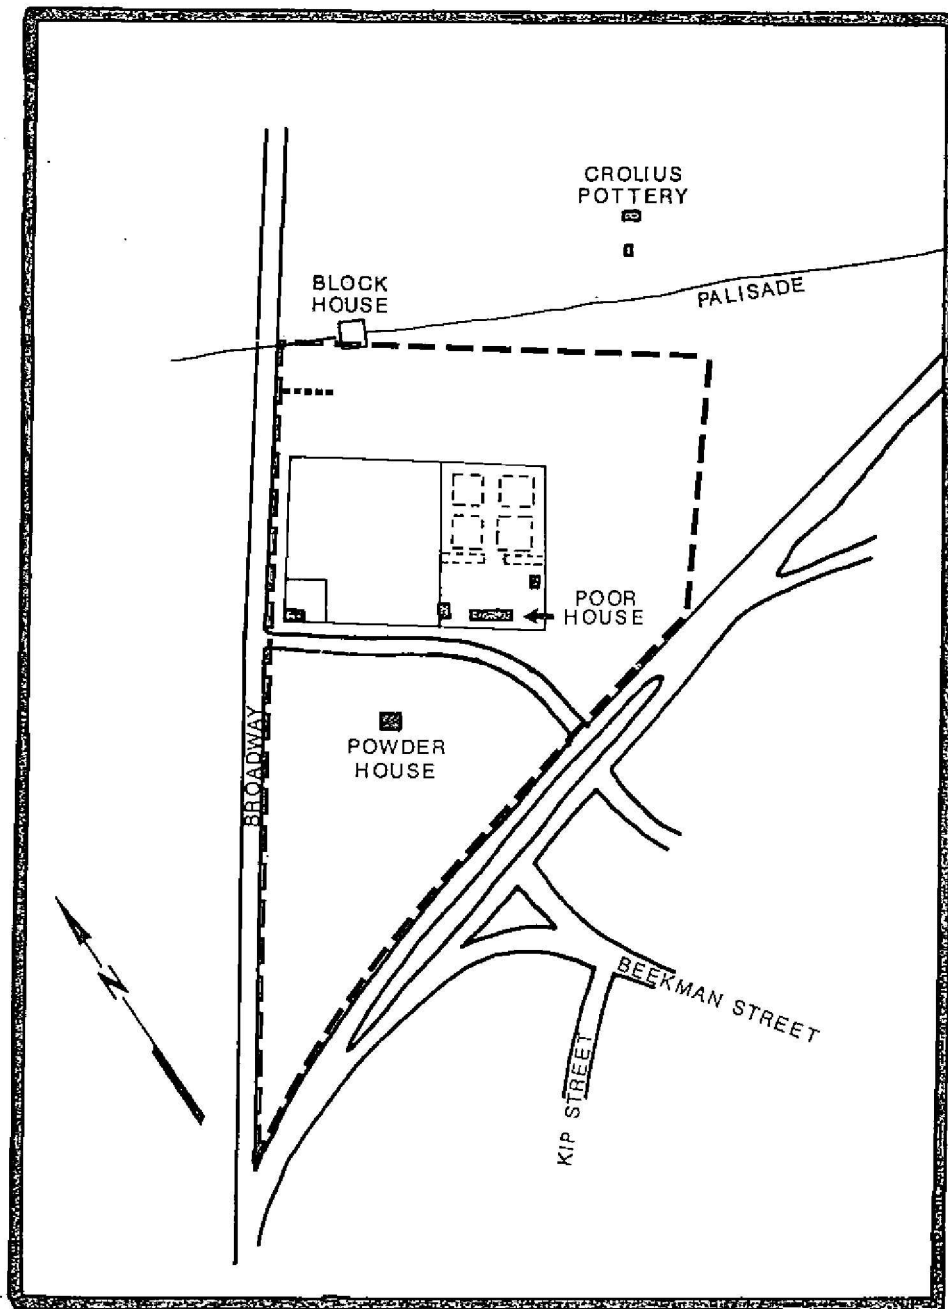 CROLIUS
POTTERY
BLOCK
HOUSE
PALISADE
POOR
HOUSE
BROADWAY
POWDER
HOUSE
N
BEEKMAN STREET
KIP STREET